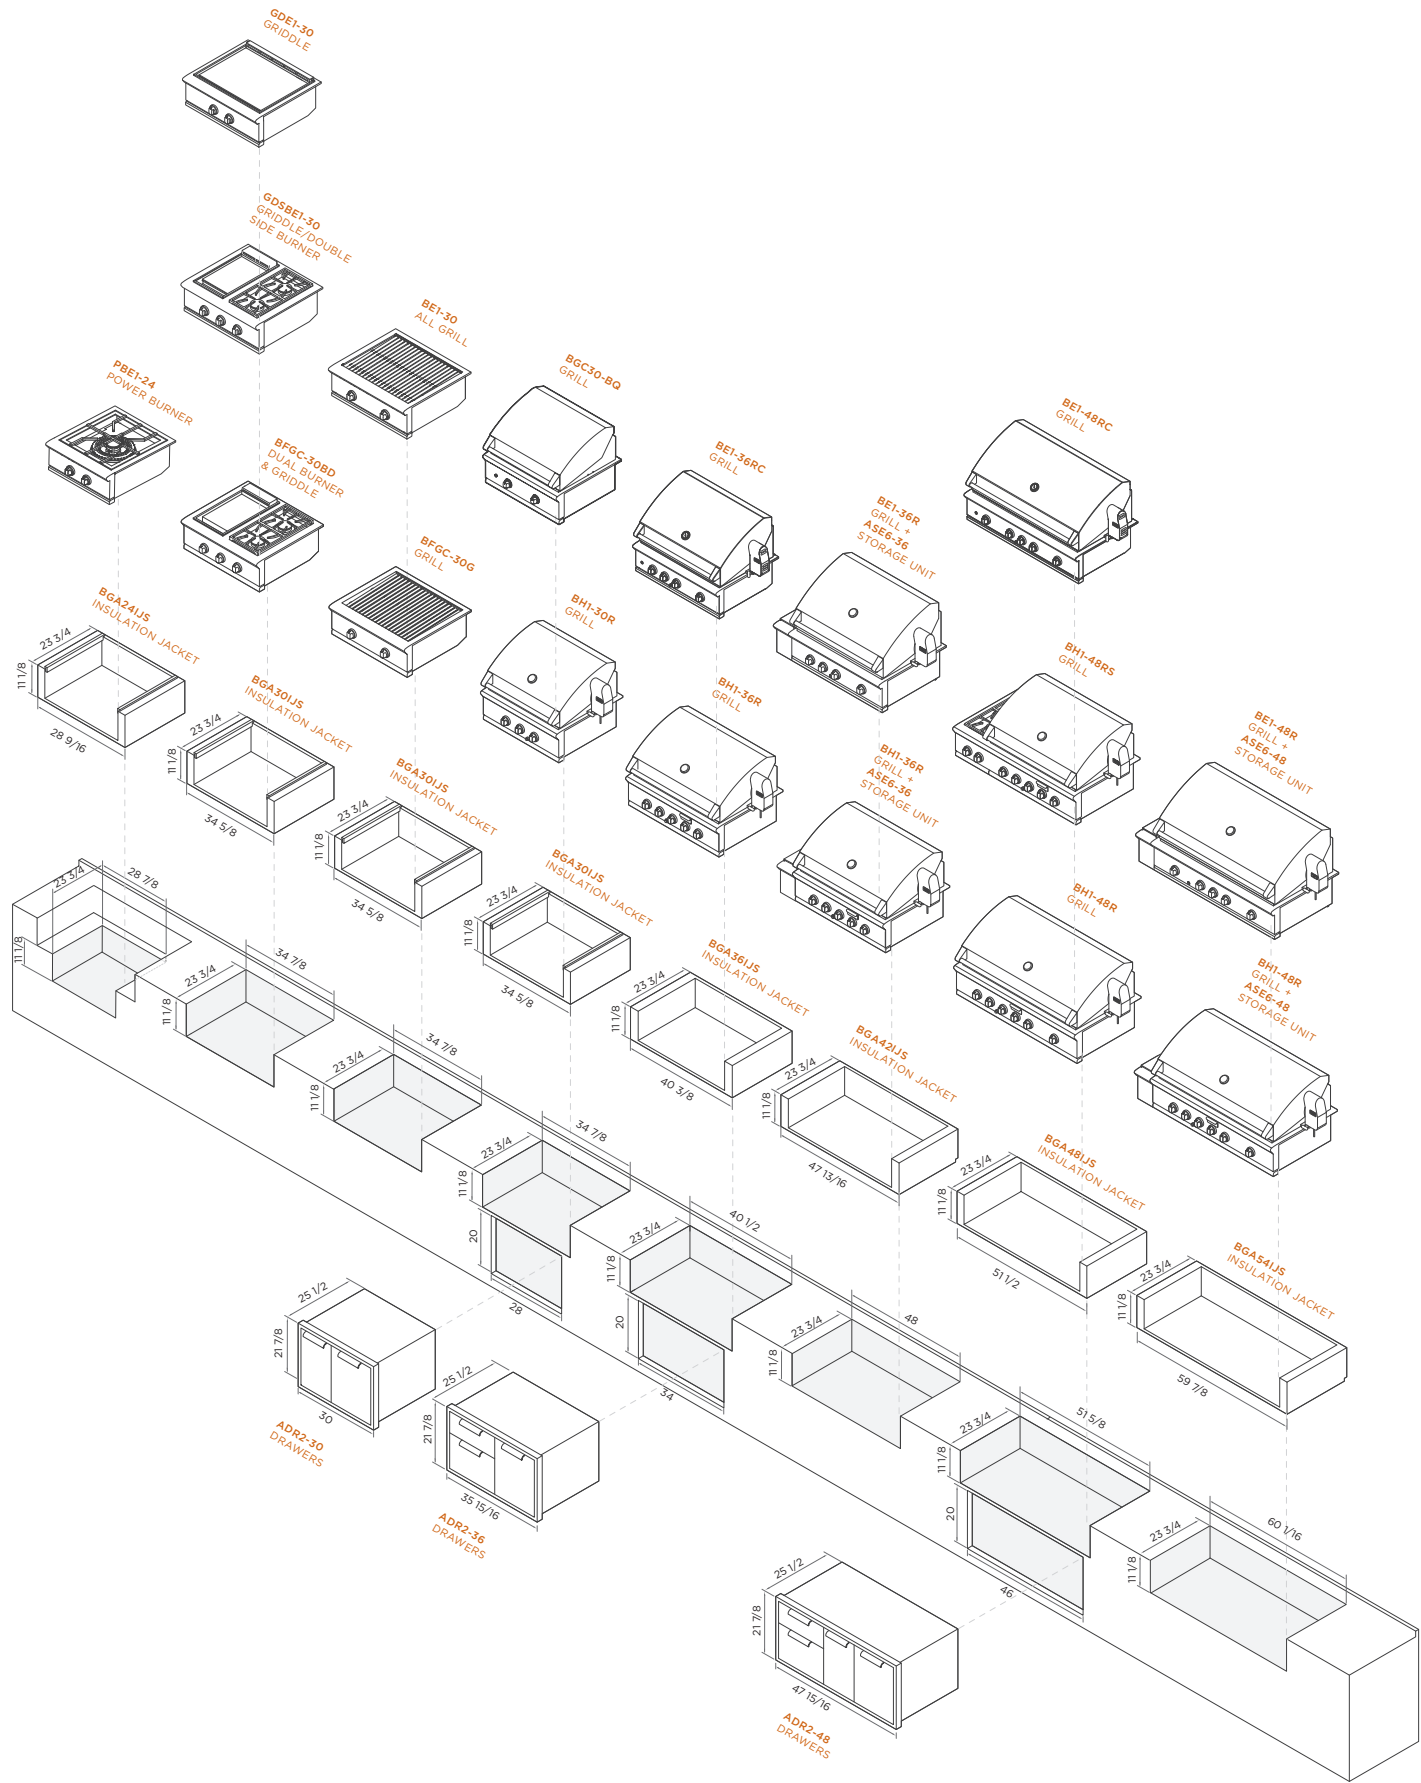 GDE1-30
GRIDDLE
GDSBE1-30
GRIDDLE/DOUBLE
SIDE BURNER
BE1-30
ALL GRILL
PBE1-24
POWER BURNER
BGC30-BQ
GRILL
BE1-48RC
GRILL
BFGC-30BD
DUAL BURNER
& GRIDDLE
BE1-36RC
GRILL
BE1-36R
GRILL +
ASE6-36
STORAGE UNIT
BFGC-30G
GRILL
BGA24IJS
INSULATION JACKET
23 3/4
11 1/8
28 9/16
BH1-30R
GRILL
BH1-48RS
GRILL
BGA30IJS
INSULATION JACKET
23 3/4
11 1/8
34 5/8
BH1-36R
GRILL
BE1-48R
GRILL +
ASE6-48
STORAGE UNIT
BGA30IJS
INSULATION JACKET
23 3/4
11 1/8
34 5/8
BH1-36R
GRILL +
ASE6-36
STORAGE UNIT
BGA30IJS
INSULATION JACKET
23 3/4
11 1/8
34 5/8
BH1-48R
GRILL
BGA36IJS
INSULATION JACKET
23 3/4
11 1/8
40 3/8
BH1-48R
GRILL +
ASE6-48
STORAGE UNIT
BGA42IJS
INSULATION JACKET
23 3/4
11 1/8
47 13/16
BGA48IJS
INSULATION JACKET
23 3/4
11 1/8
51 1/2
BGA54IJS
INSULATION JACKET
23 3/4
11 1/8
59 7/8
23 3/4
28 7/8
11 1/8
23 3/4
34 7/8
11 1/8
23 3/4
34 7/8
11 1/8
23 3/4
34 7/8
11 1/8
20
28
23 3/4
40 1/2
11 1/8
20
34
23 3/4
48
11 1/8
23 3/4
51 5/8
11 1/8
20
46
23 3/4
60 1/16
11 1/8
25 1/2
21 7/8
30
ADR2-30
DRAWERS
25 1/2
21 7/8
35 15/16
ADR2-36
DRAWERS
25 1/2
21 7/8
47 15/16
ADR2-48
DRAWERS